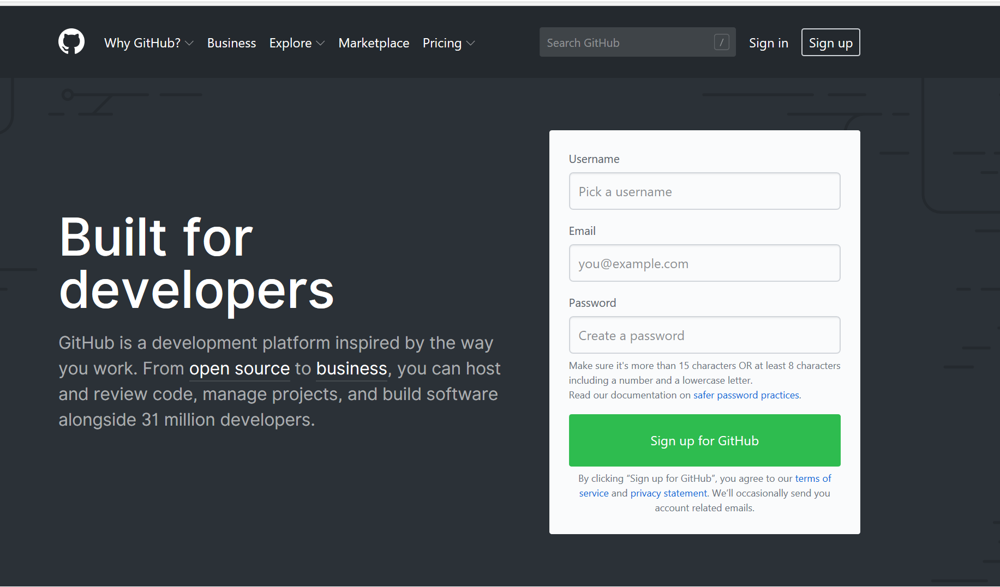 Why GitHub? Business Explore Marketplace Pricing Search GitHub / Sign in Sign up
Built for
developers
GitHub is a development platform inspired by the way
you work. From open source to business, you can host
and review code, manage projects, and build software
alongside 31 million developers.
Username
Pick a username
Email
you@example.com
Password
Create a password
Make sure it's more than 15 characters OR at least 8 characters
including a number and a lowercase letter.
Read our documentation on safer password practices.
Sign up for GitHub
By clicking “Sign up for GitHub”, you agree to our terms of
service and privacy statement. We’ll occasionally send you
account related emails.